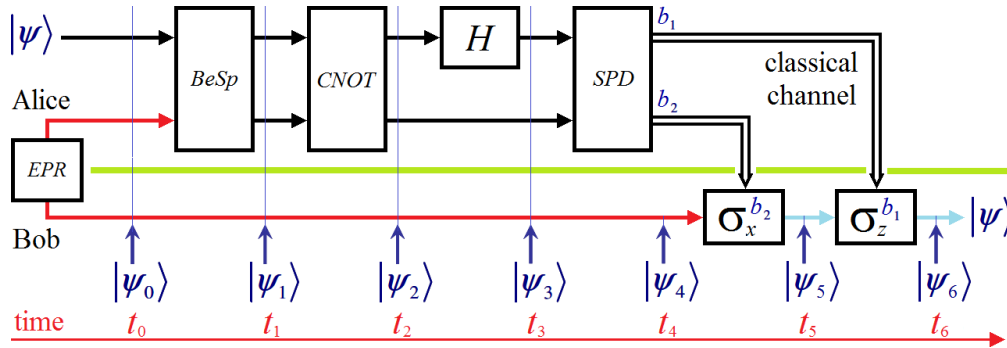 |ψ⟩
Alice
EPR
Bob
BeSp
CNOT
H
SPD
b₁
b₂
classical
channel
σₓ^b₂
σ_z^b₁
|ψ⟩
|ψ₀⟩ |ψ₁⟩ |ψ₂⟩ |ψ₃⟩ |ψ₄⟩ |ψ₅⟩ |ψ₆⟩
time t₀ t₁ t₂ t₃ t₄ t₅ t₆